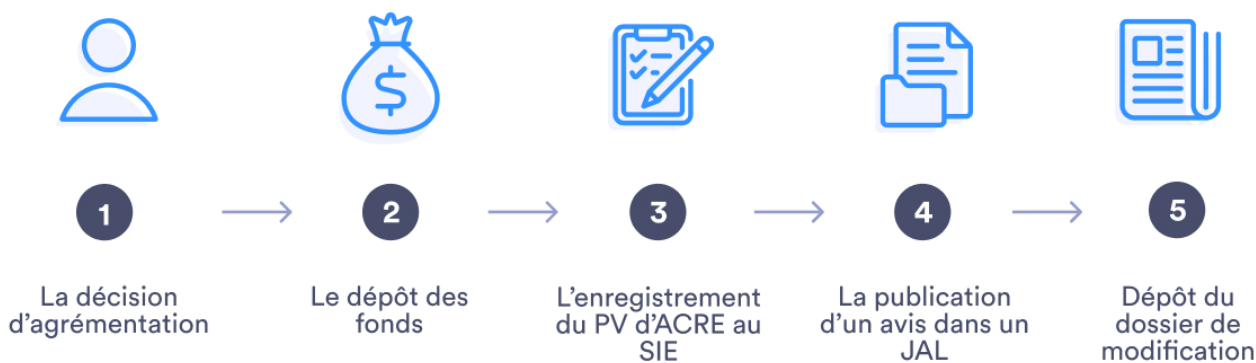 $
1
2
3
4
5
La décision
d'agrémentation
Le dépôt des
fonds
L'enregistrement
du PV d'ACRE au
SIE
La publication
d'un avis dans un
JAL
Dépôt du
dossier de
modification